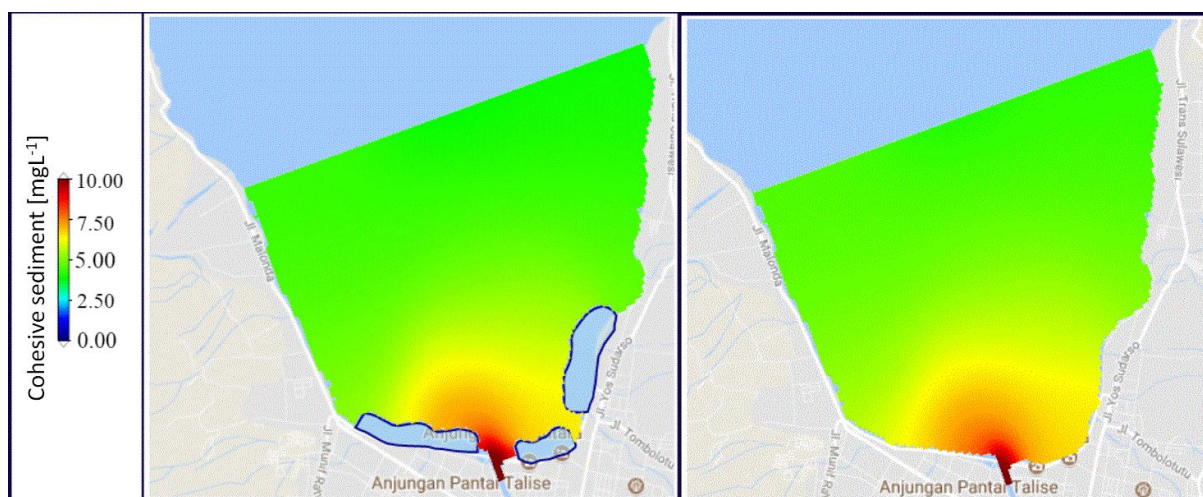 Cohesive sediment [mgL-1]
10.00
7.50
5.00
2.50
0.00
Jl. Malonda
Jl. Yos Sudarso
Jl. Tombolotutu
Anjungan
Anjungan Pantai Talise
Jl. Trans Sulawesi
Jl. Malonda
Jl. Yos Sudarso
Jl. Tombolotutu
Anjungan Pantai Talise